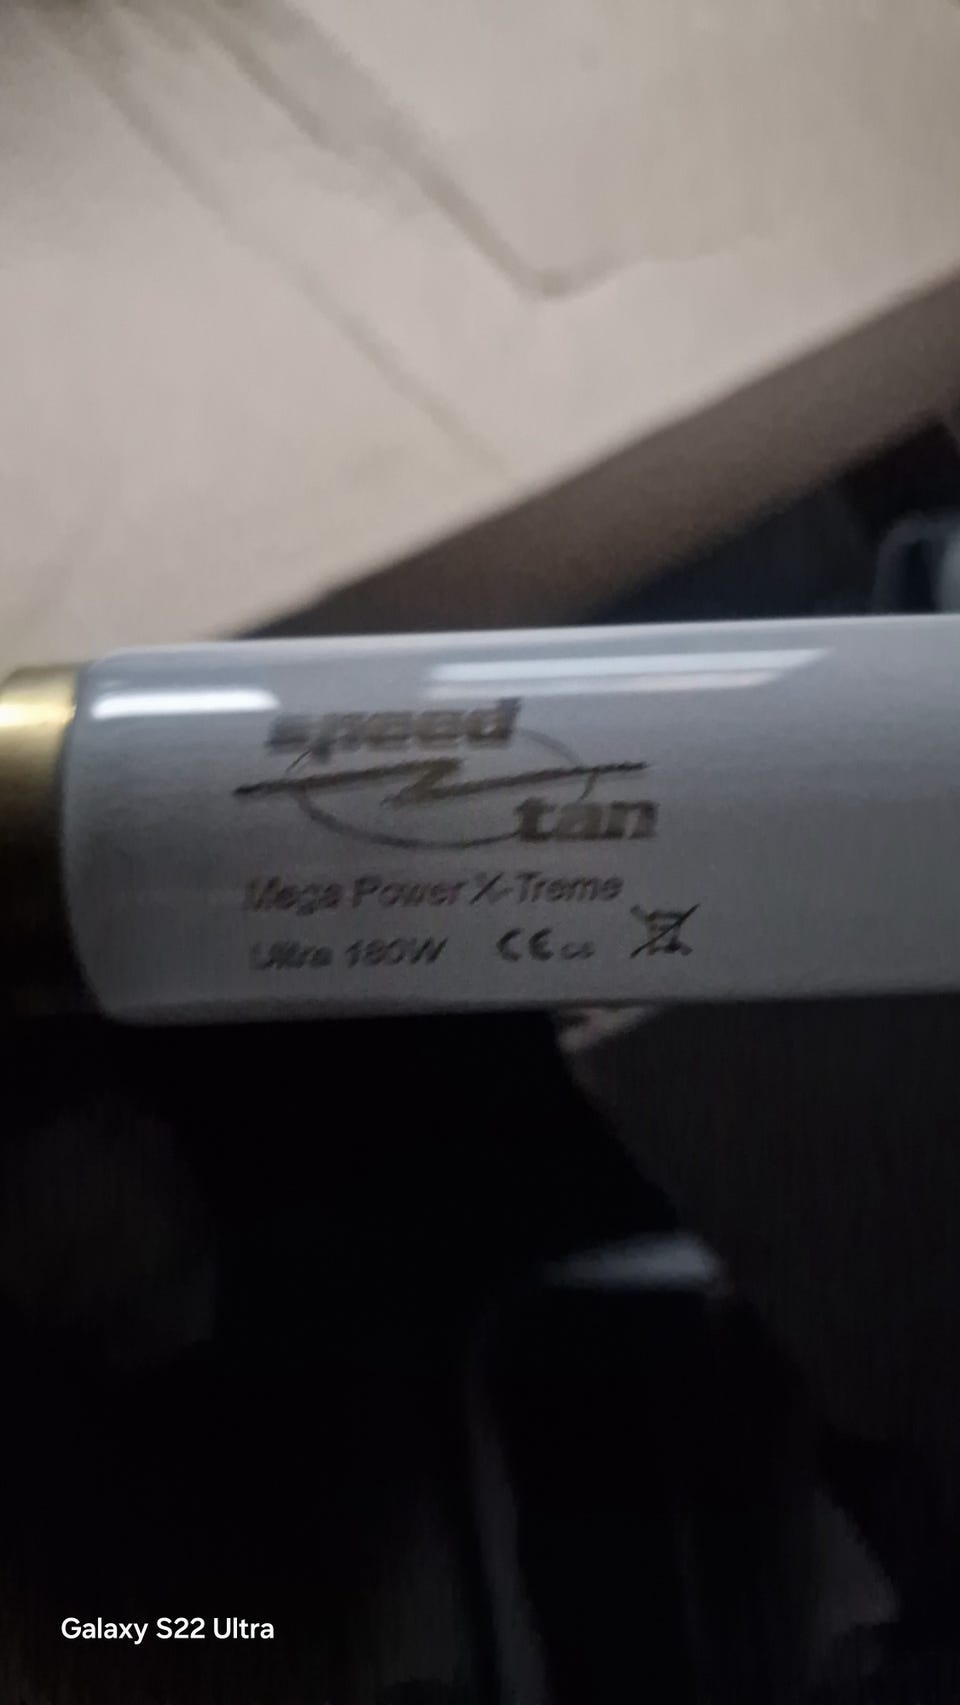 speed
tan
Mega Power X-Treme
Ultra 180W CE
Galaxy S22 Ultra